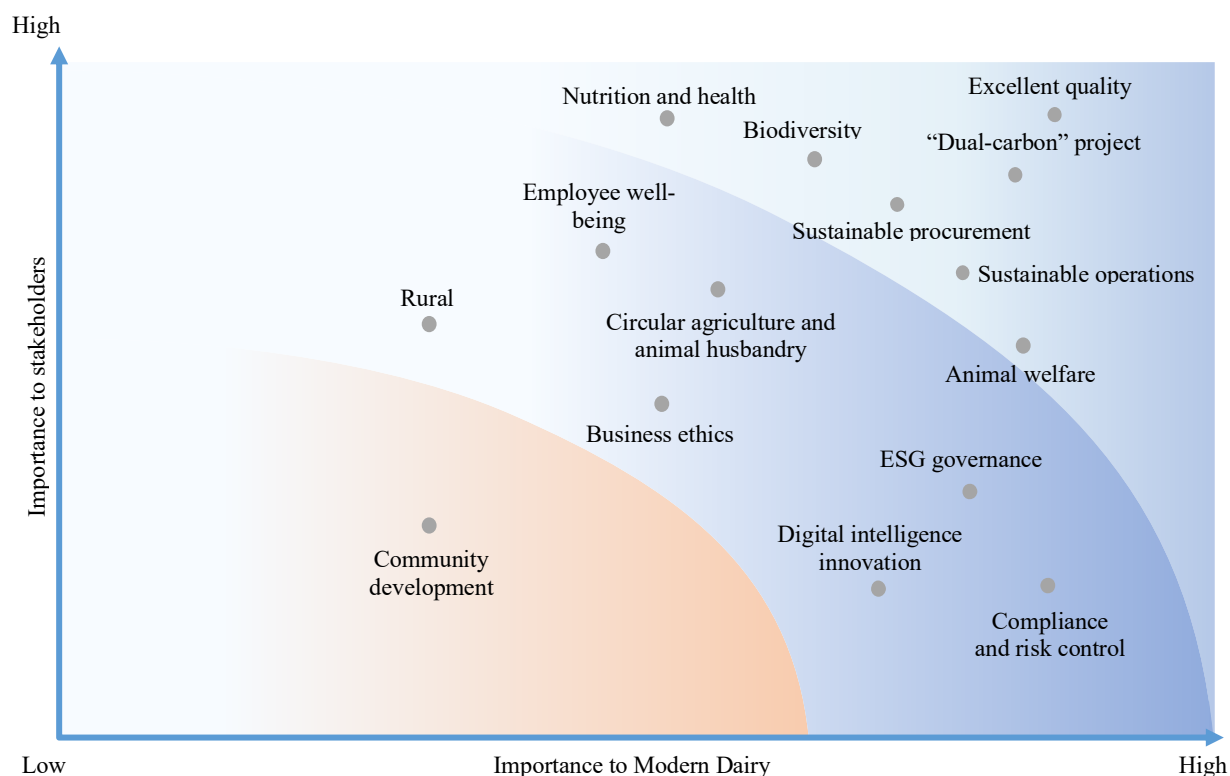 High
Excellent quality
Nutrition and health
Biodiversity
“Dual-carbon” project
Employee well-
being
Sustainable procurement
Sustainable operations
Rural
Circular agriculture and
animal husbandry
Animal welfare
Importance to stakeholders
Business ethics
ESG governance
Digital intelligence
innovation
Community
development
Compliance
and risk control
Low
Importance to Modern Dairy
High